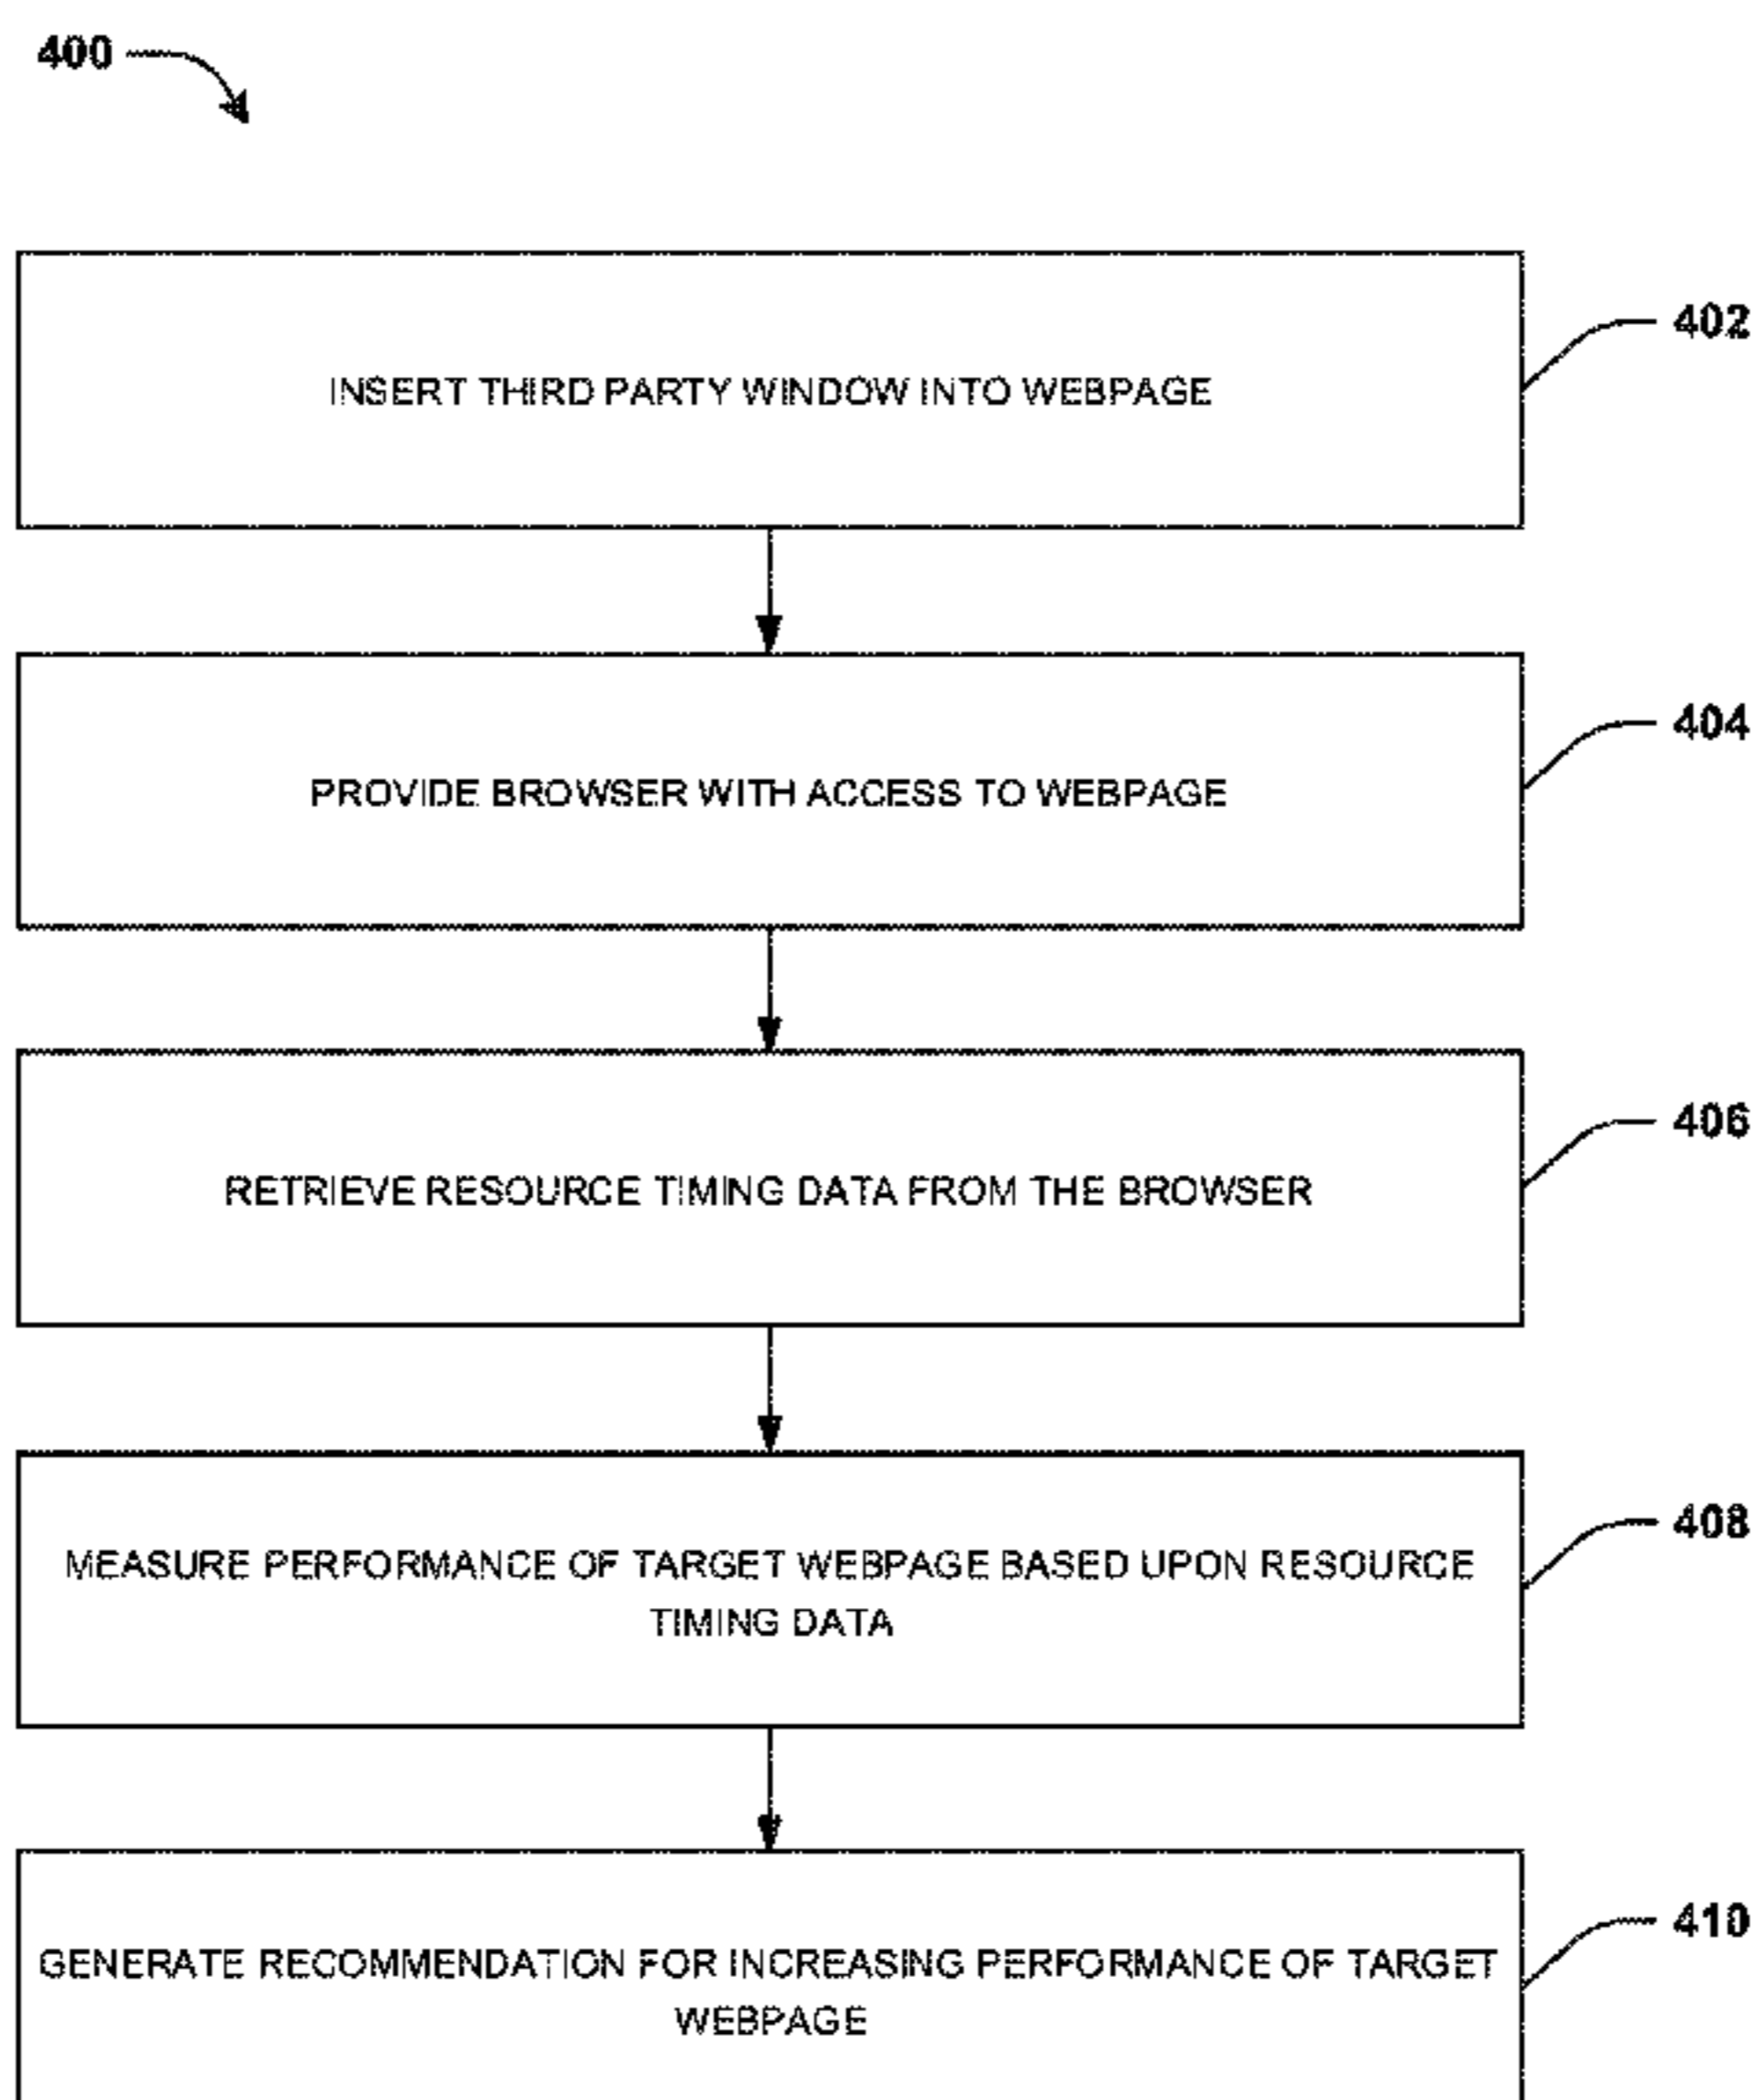 400
INSERT THIRD PARTY WINDOW INTO WEBPAGE
402
PROVIDE BROWSER WITH ACCESS TO WEBPAGE
404
RETRIEVE RESOURCE TIMING DATA FROM THE BROWSER
406
MEASURE PERFORMANCE OF TARGET WEBPAGE BASED UPON RESOURCE
TIMING DATA
408
GENERATE RECOMMENDATION FOR INCREASING PERFORMANCE OF TARGET
WEBPAGE
410